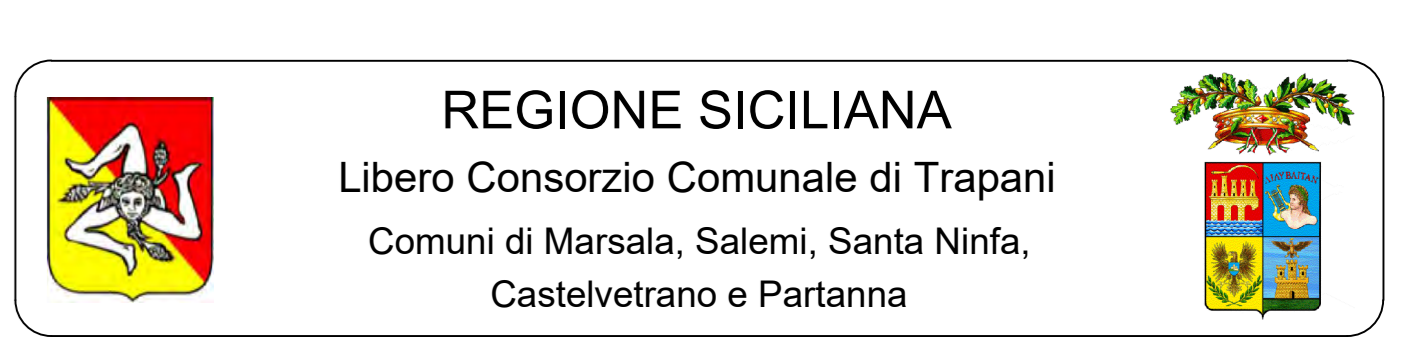 REGIONE SICILIANA
Libero Consorzio Comunale di Trapani
Comuni di Marsala, Salemi, Santa Ninfa,
Castelvetrano e Partanna